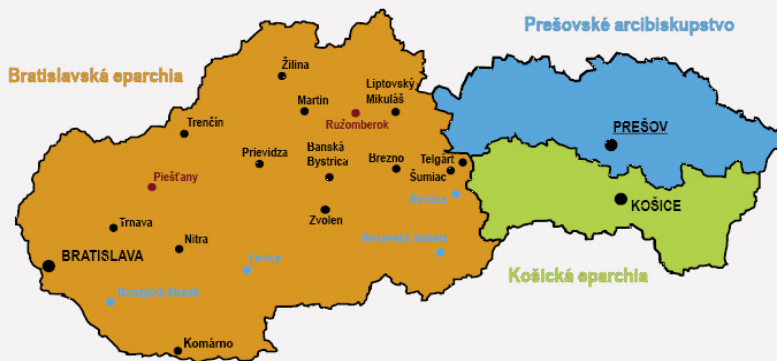 Prešovské arcibiskupstvo
Bratislavská eparchia
Žilina
Liptovský
Mikuláš
Martin
Ružomberok
Trenčín
PREŠOV
Prievidza
Banská
Bystrica
Brezno
Telgárt
Šumiac
Piešťany
Revúca
KOŠICE
Zvolen
Trnava
Nitra
Rimavská Sobota
BRATISLAVA
Levice
Košická eparchia
Dunajská Streda
Komárno